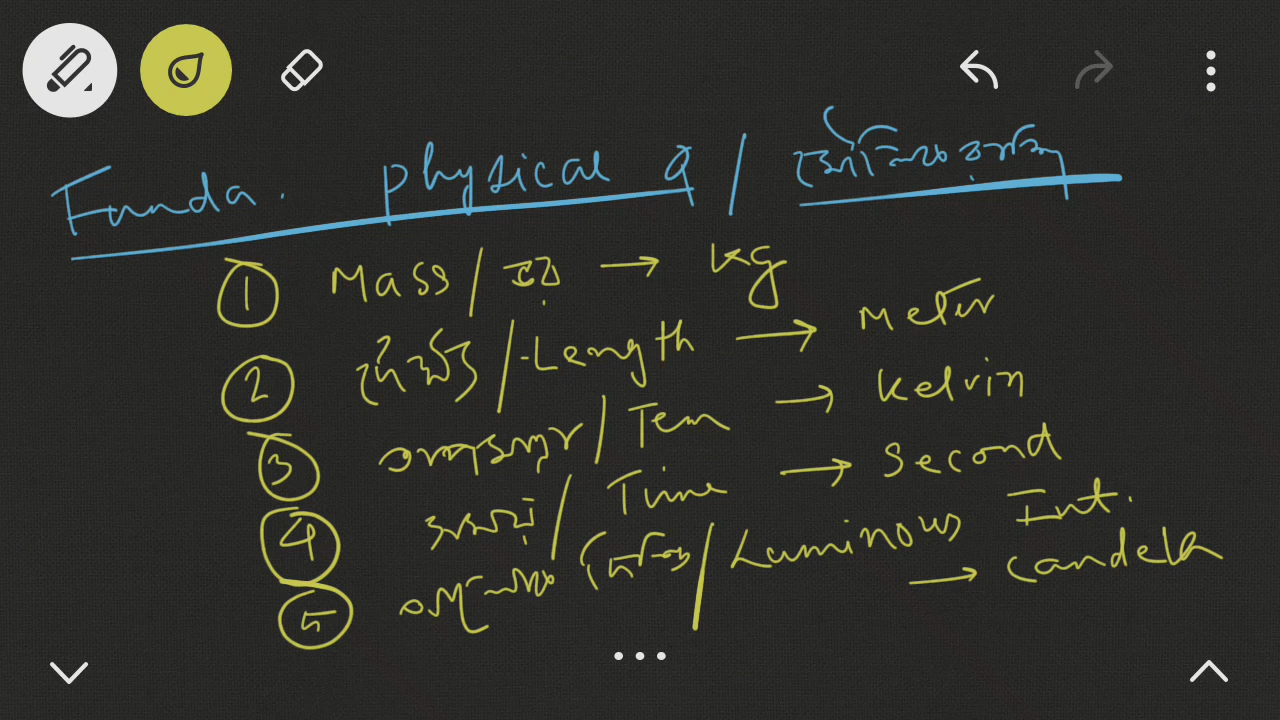 Funda. physical Q / মৌলিক রাশি
① Mass / ভর → kg
② দৈর্ঘ্য / Length → Meter
③ তাপমাত্রা / Tem → Kelvin
④ সময় / Time → Second
⑤ / Luminous Int.
→ Candela